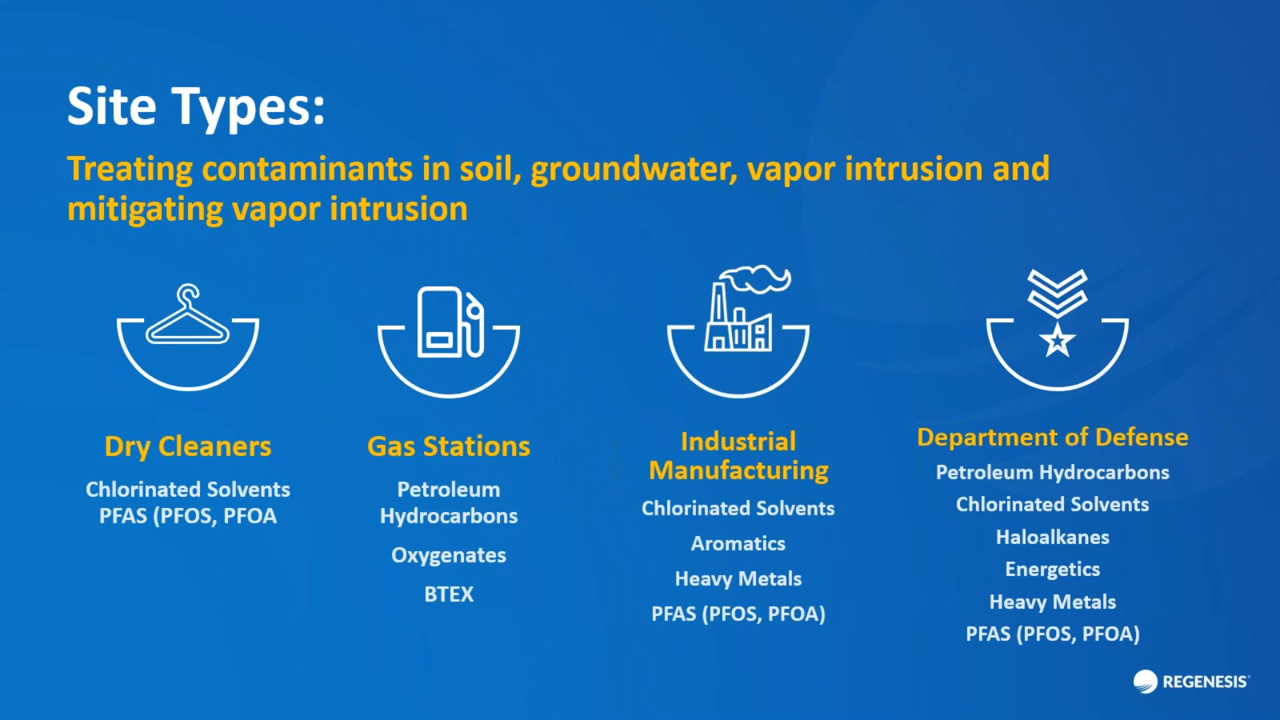 Site Types:
Treating contaminants in soil, groundwater, vapor intrusion and
mitigating vapor intrusion
Dry Cleaners
Chlorinated Solvents
PFAS (PFOS, PFOA
Gas Stations
Petroleum
Hydrocarbons
Oxygenates
BTEX
Industrial
Manufacturing
Chlorinated Solvents
Aromatics
Heavy Metals
PFAS (PFOS, PFOA)
Department of Defense
Petroleum Hydrocarbons
Chlorinated Solvents
Haloalkanes
Energetics
Heavy Metals
PFAS (PFOS, PFOA)
REGENESIS